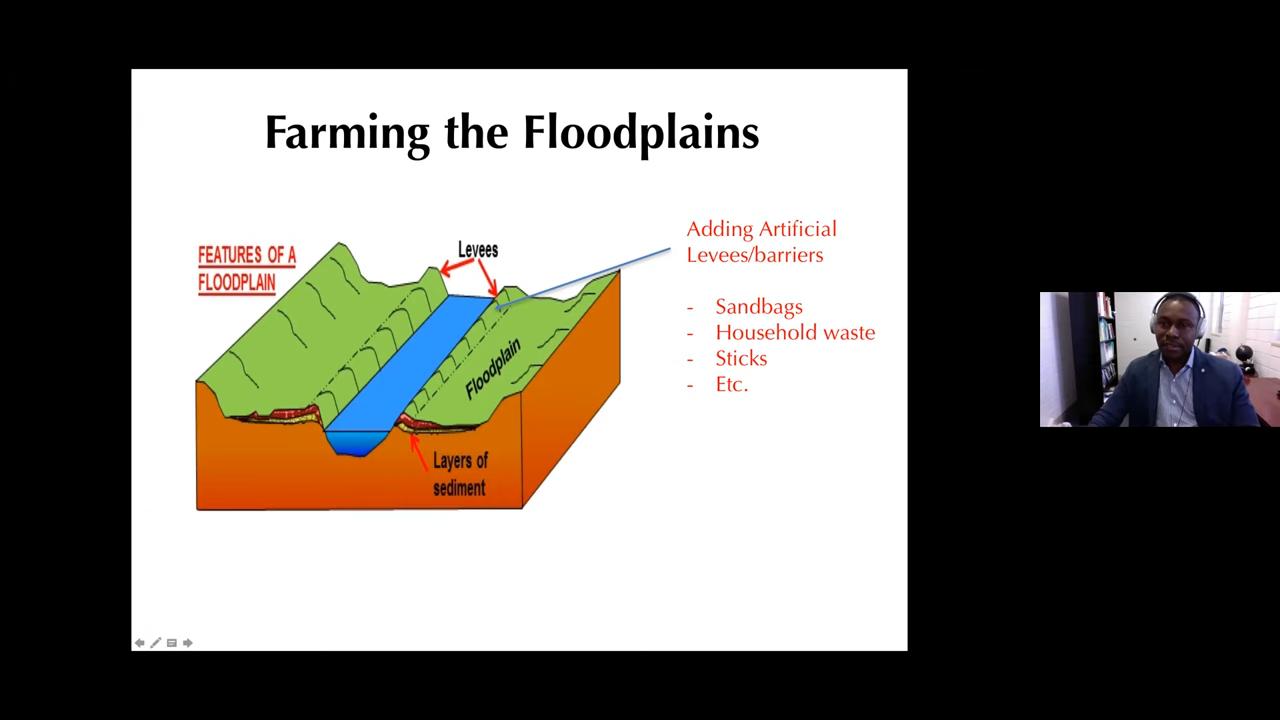 Farming the Floodplains
FEATURES OF A
FLOODPLAIN
Levees
Floodplain
Layers of
sediment
Adding Artificial
Levees/barriers
- Sandbags
- Household waste
- Sticks
- Etc.